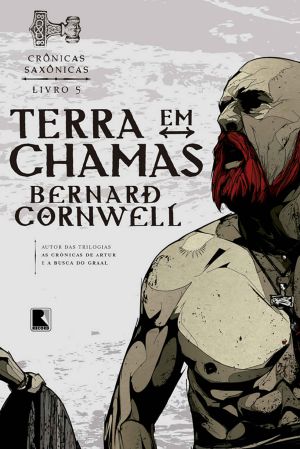 CRÔNICAS
SAXÔNICAS
LIVRO 5
TERRA EM
CHAMAS
BERNARD
CORNWELL
AUTOR DAS TRILOGIAS
AS CRÔNICAS DE ARTUR
E A BUSCA DO GRAAL
R
RECORD